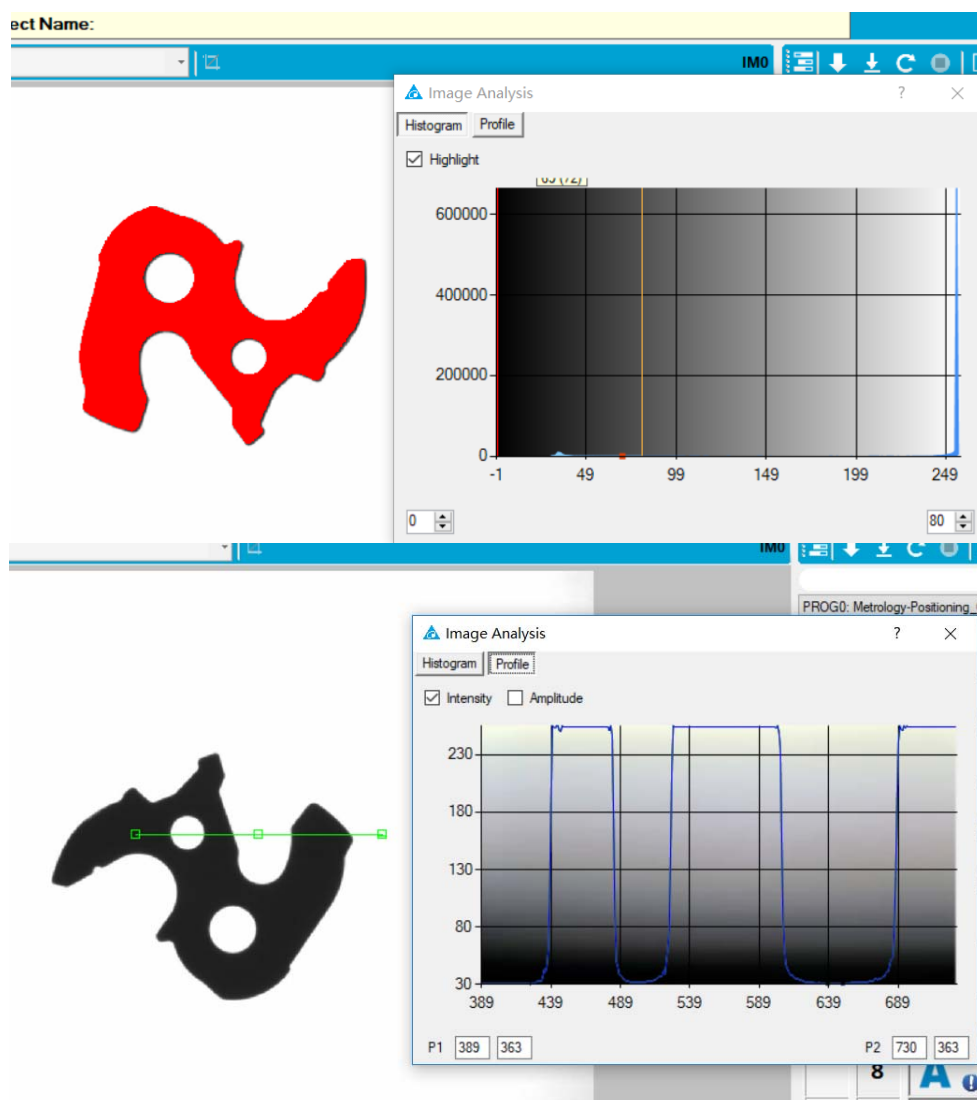 ect Name:
IM0
Image Analysis
?
Histogram
Profile
Highlight
600000
400000
200000
0
-1
49
99
149
199
249
0
80
IM0
PROG0: Metrology-Positioning_
Image Analysis
?
Histogram
Profile
Intensity
Amplitude
230
180
130
80
30
389
439
489
539
589
639
689
P1
389
363
P2
730
363
8
A